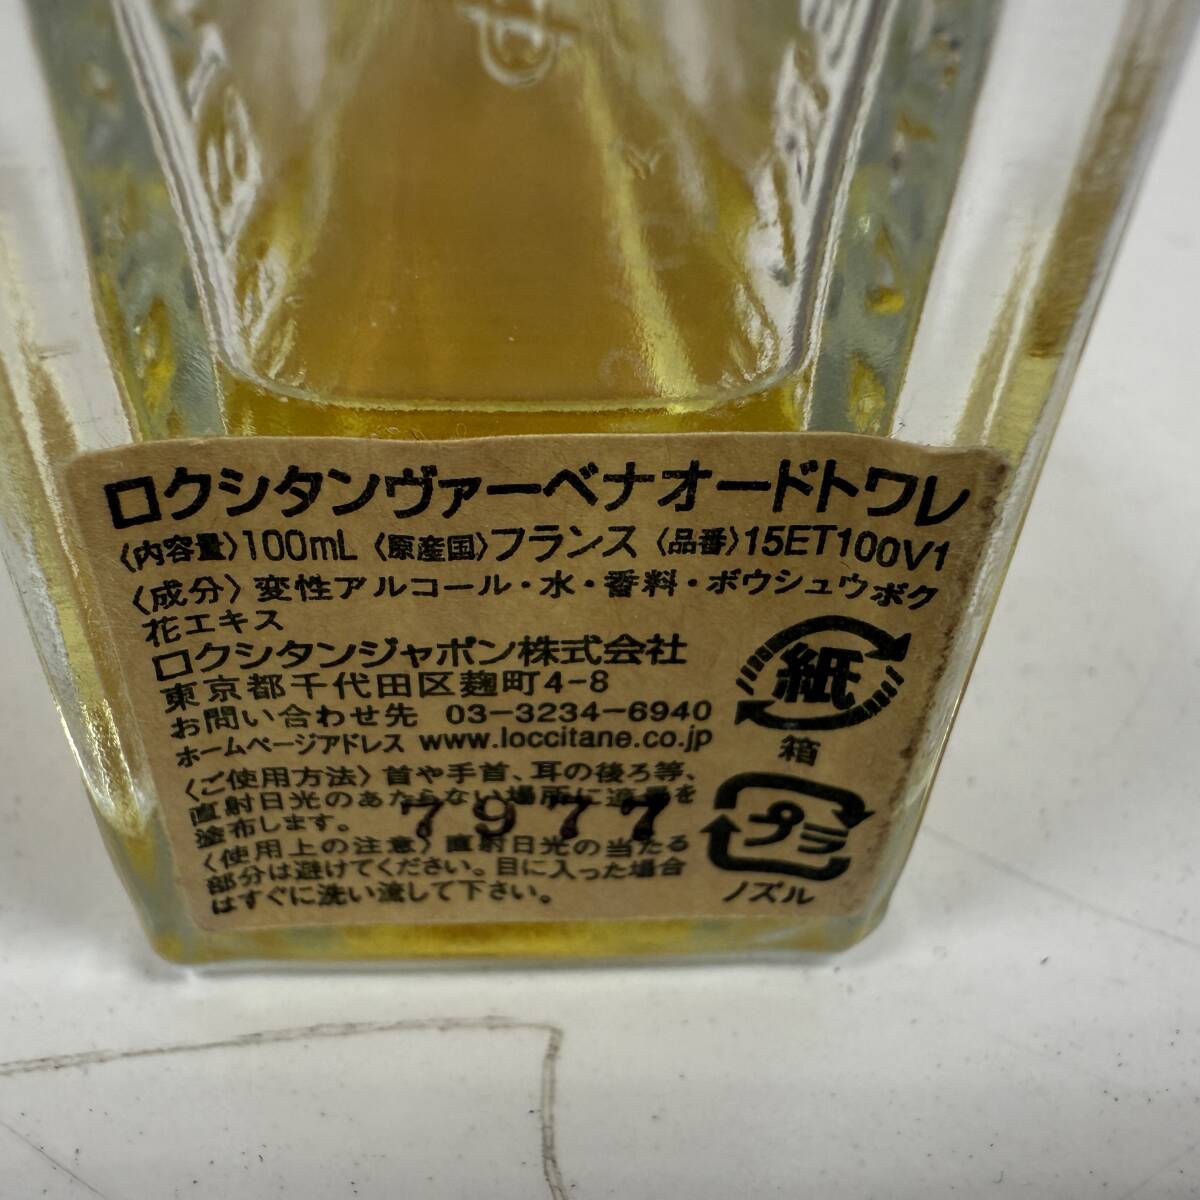 ロクシタンヴァーベナオードトワレ
〈内容量〉100mL 〈原産国〉フランス 〈品番〉15ET100V1
〈成分〉変性アルコール・水・香料・ボウシュウボク
花エキス
ロクシタンジャポン株式会社
東京都千代田区麹町4-8
お問い合わせ先 03-3234-6940
ホームページアドレス www.loccitane.co.jp
〈ご使用方法〉首や手首、耳の後ろ等、
直射日光のあたらない場所に適量を
塗布します。
7977
〈使用上の注意〉直射日光の当たる
部分は避けてください。目に入った場合
はすぐに洗い流して下さい。
紙
箱
プラ
ノズル